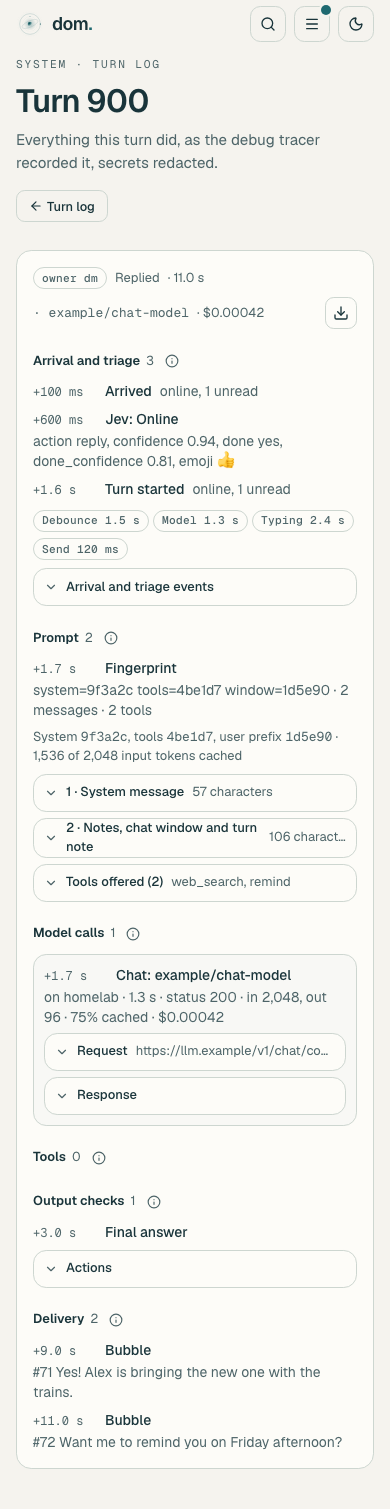 dom.
SYSTEM · TURN LOG
Turn 900
Everything this turn did, as the debug tracer
recorded it, secrets redacted.
← Turn log
owner dm Replied · 11.0 s
· example/chat-model · $0.00042
Arrival and triage 3
+100 ms Arrived online, 1 unread
+600 ms Jev: Online
action reply, confidence 0.94, done yes,
done_confidence 0.81, emoji 👍
+1.6 s Turn started online, 1 unread
Debounce 1.5 s Model 1.3 s Typing 2.4 s
Send 120 ms
Arrival and triage events
Prompt 2
+1.7 s Fingerprint
system=9f3a2c tools=4be1d7 window=1d5e90 · 2
messages · 2 tools
System 9f3a2c, tools 4be1d7, user prefix 1d5e90 ·
1,536 of 2,048 input tokens cached
1 · System message 57 characters
2 · Notes, chat window and turn
note 106 charact…
Tools offered (2) web_search, remind
Model calls 1
+1.7 s Chat: example/chat-model
on homelab · 1.3 s · status 200 · in 2,048, out
96 · 75% cached · $0.00042
Request https://llm.example/v1/chat/co…
Response
Tools 0
Output checks 1
+3.0 s Final answer
Actions
Delivery 2
+9.0 s Bubble
#71 Yes! Alex is bringing the new one with the
trains.
+11.0 s Bubble
#72 Want me to remind you on Friday afternoon?